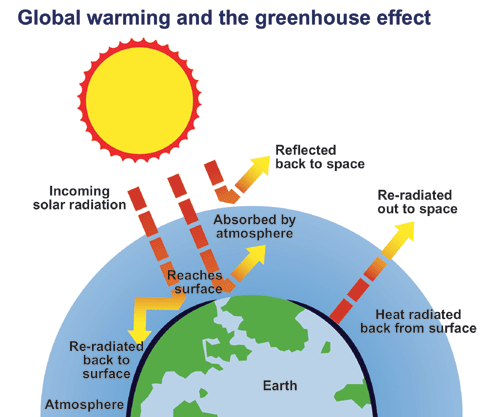 Global warming and the greenhouse effect
Reflected
back to space
Incoming
solar radiation
Re-radiated
out to space
Absorbed by
atmosphere
Reaches
surface
Heat radiated
back from surface
Re-radiated
back to
surface
Earth
Atmosphere